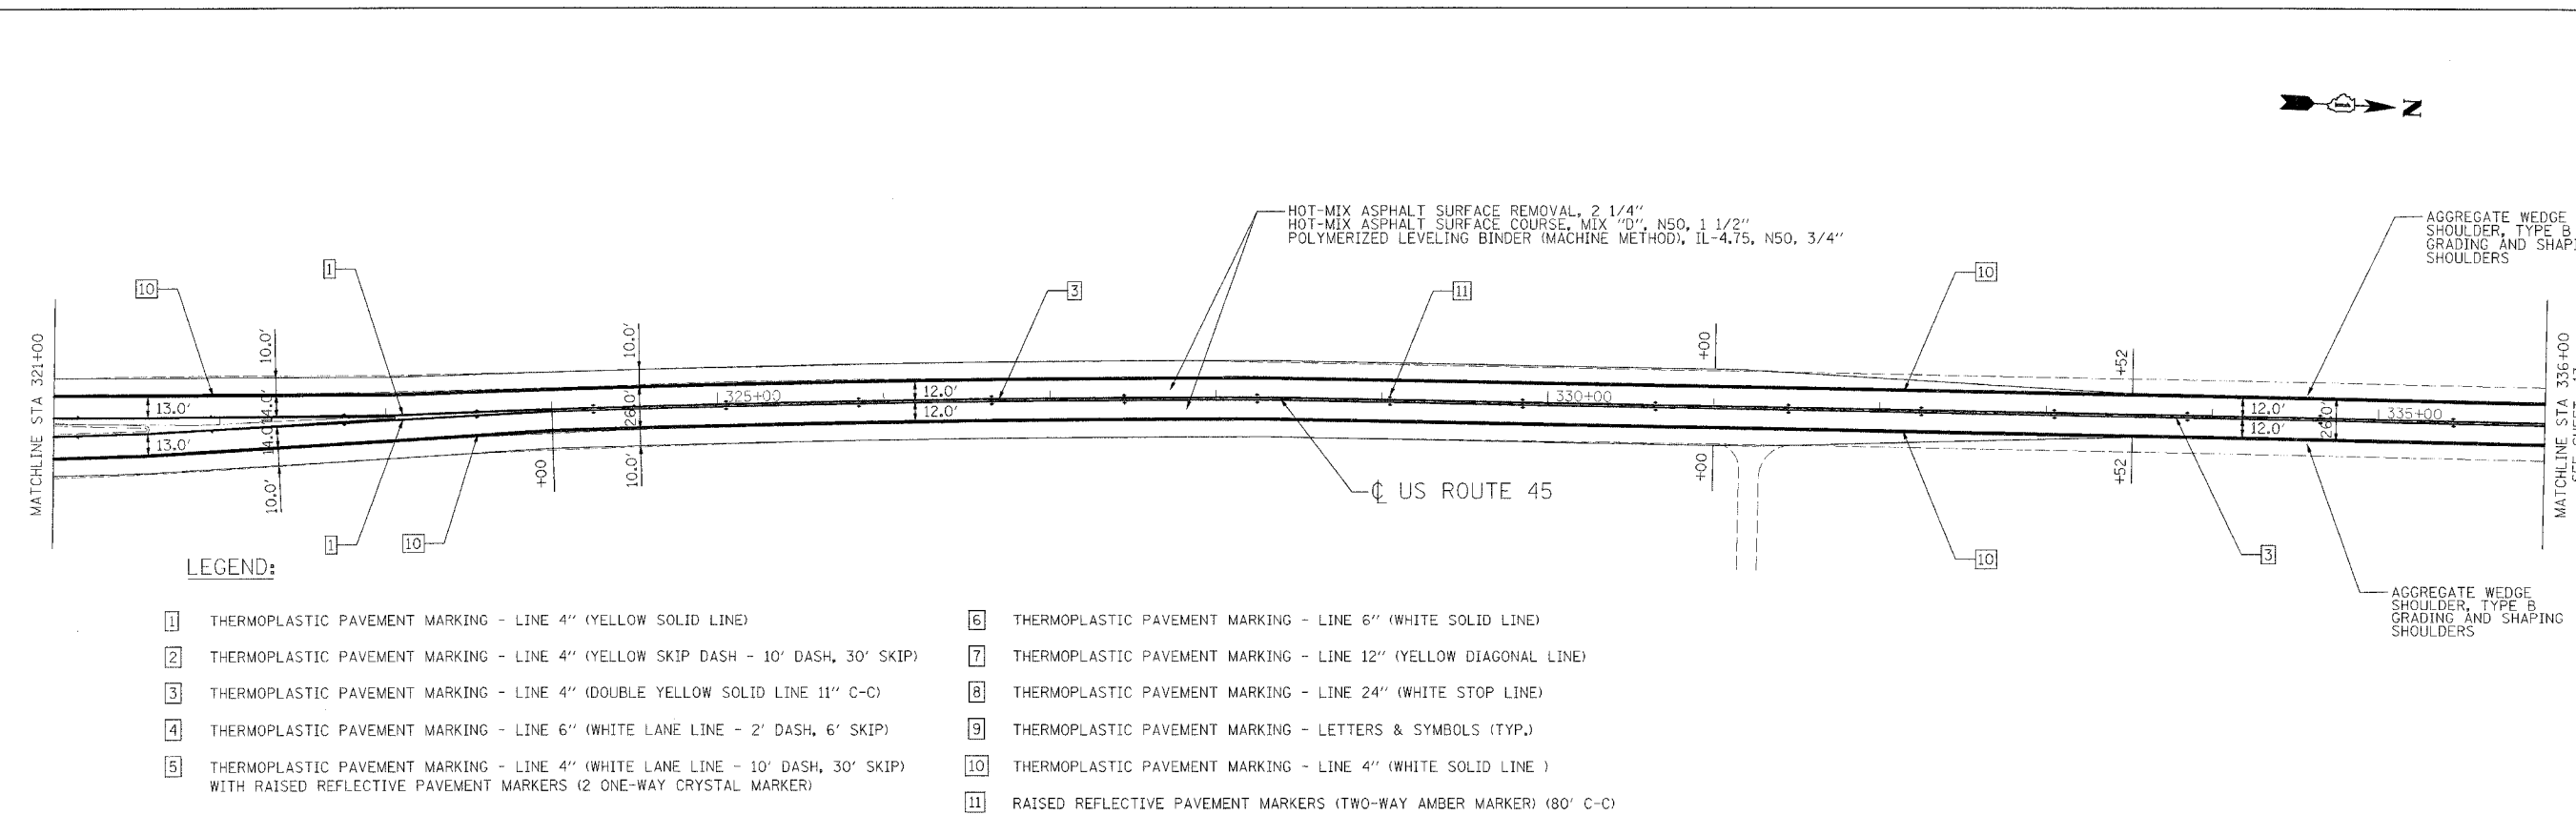 N
HOT-MIX ASPHALT SURFACE REMOVAL, 2 1/4"
HOT-MIX ASPHALT SURFACE COURSE, MIX "D", N50, 1 1/2"
POLYMERIZED LEVELING BINDER (MACHINE METHOD), IL-4.75, N50, 3/4"
AGGREGATE WEDGE
SHOULDER, TYPE B
GRADING AND
SHOULDERS
1
10
3
11
10
MATCHLINE STA 321+00
10.0'
10.0'
+00
+52
MATCHLINE STA 336+00
13.0'
14.0'
26.0'
325+00
12.0'
330+00
12.0'
335+00
13.0'
14.0'
12.0'
12.0'
26.0'
10.0'
+00
10.0'
+00
+52
℄ US ROUTE 45
1
10
10
3
AGGREGATE WEDGE
SHOULDER, TYPE B
GRADING AND SHAPING
SHOULDERS
LEGEND:
1 THERMOPLASTIC PAVEMENT MARKING - LINE 4" (YELLOW SOLID LINE)
2 THERMOPLASTIC PAVEMENT MARKING - LINE 4" (YELLOW SKIP DASH - 10' DASH, 30' SKIP)
3 THERMOPLASTIC PAVEMENT MARKING - LINE 4" (DOUBLE YELLOW SOLID LINE 11" C-C)
4 THERMOPLASTIC PAVEMENT MARKING - LINE 6" (WHITE LANE LINE - 2' DASH, 6' SKIP)
5 THERMOPLASTIC PAVEMENT MARKING - LINE 4" (WHITE LANE LINE - 10' DASH, 30' SKIP)
WITH RAISED REFLECTIVE PAVEMENT MARKERS (2 ONE-WAY CRYSTAL MARKER)
6 THERMOPLASTIC PAVEMENT MARKING - LINE 6" (WHITE SOLID LINE)
7 THERMOPLASTIC PAVEMENT MARKING - LINE 12" (YELLOW DIAGONAL LINE)
8 THERMOPLASTIC PAVEMENT MARKING - LINE 24" (WHITE STOP LINE)
9 THERMOPLASTIC PAVEMENT MARKING - LETTERS & SYMBOLS (TYP.)
10 THERMOPLASTIC PAVEMENT MARKING - LINE 4" (WHITE SOLID LINE )
11 RAISED REFLECTIVE PAVEMENT MARKERS (TWO-WAY AMBER MARKER) (80' C-C)